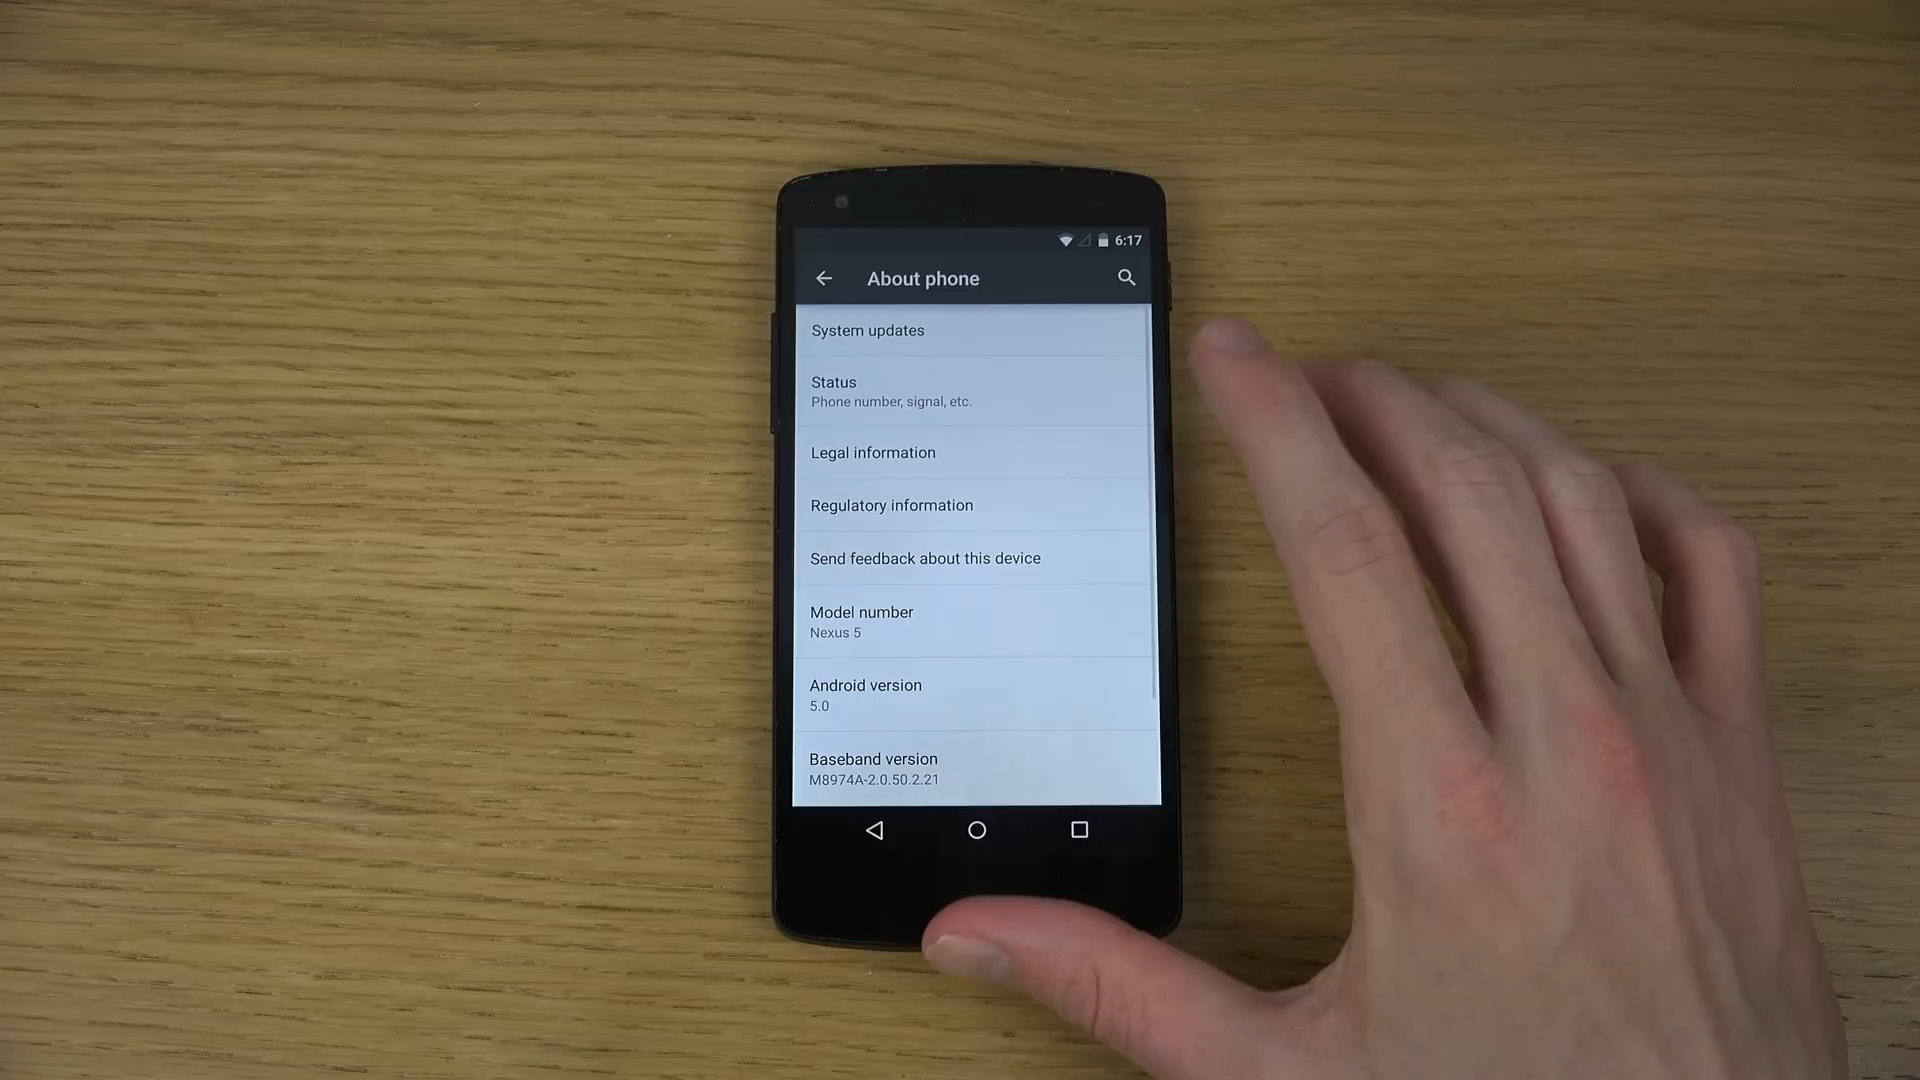 6:17
About phone
System updates
Status
Phone number, signal, etc.
Legal information
Regulatory information
Send feedback about this device
Model number
Nexus 5
Android version
5.0
Baseband version
M8974A-2.0.50.2.21